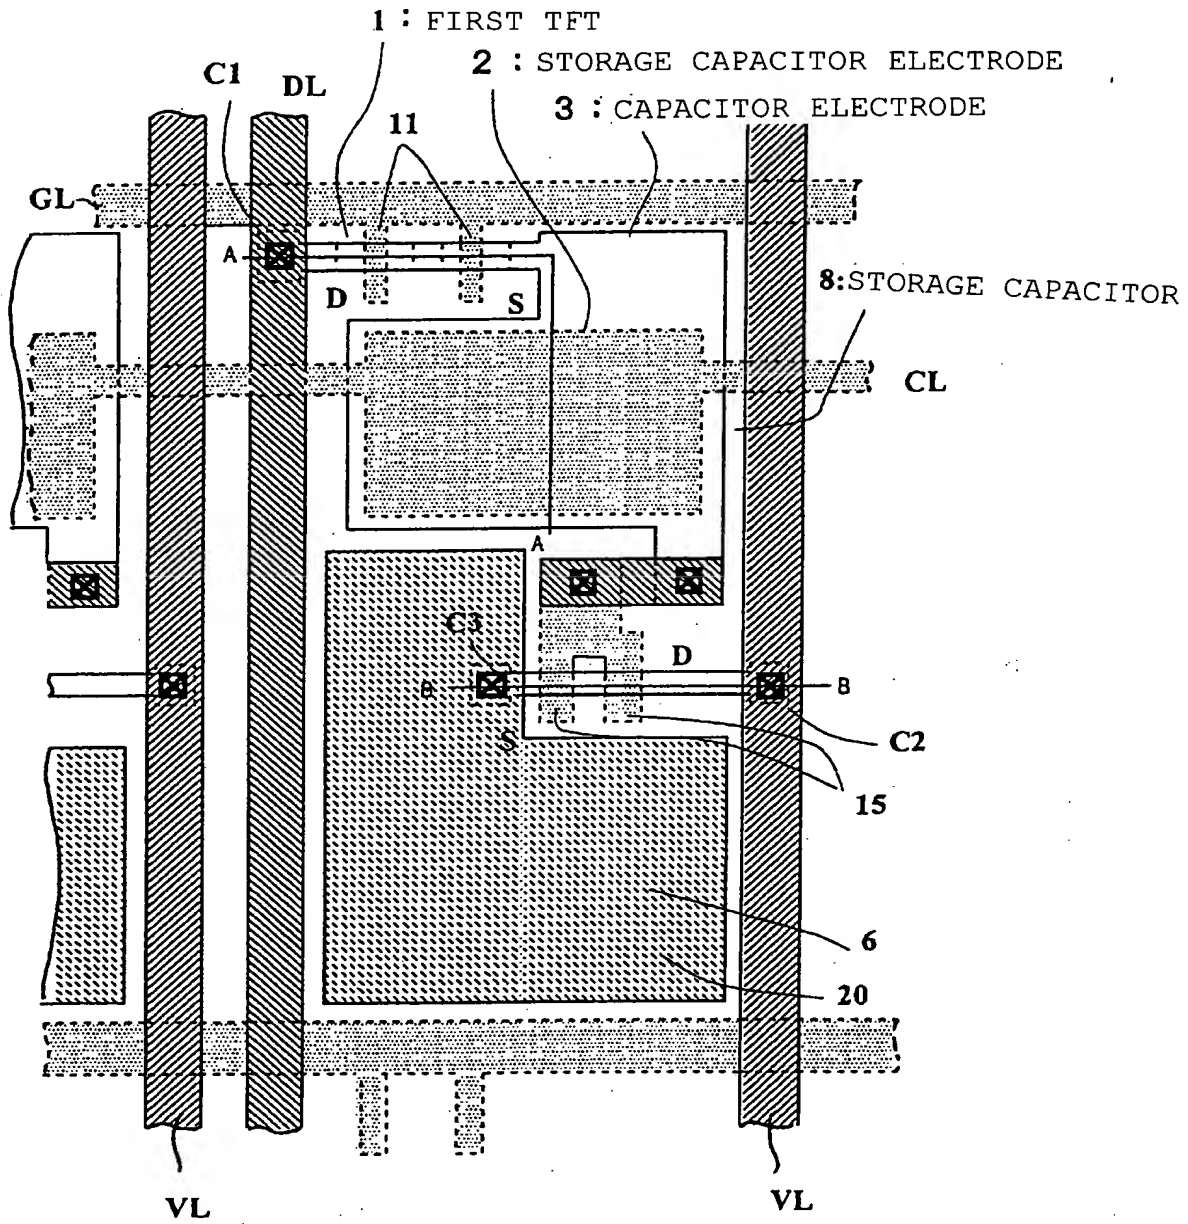 1 : FIRST TFT
2 : STORAGE CAPACITOR ELECTRODE
C1
DL
3 : CAPACITOR ELECTRODE
11
GL
A
D
S
8:STORAGE CAPACITOR
CL
A
C3
D
B
B
S
C2
15
6
20
VL
VL